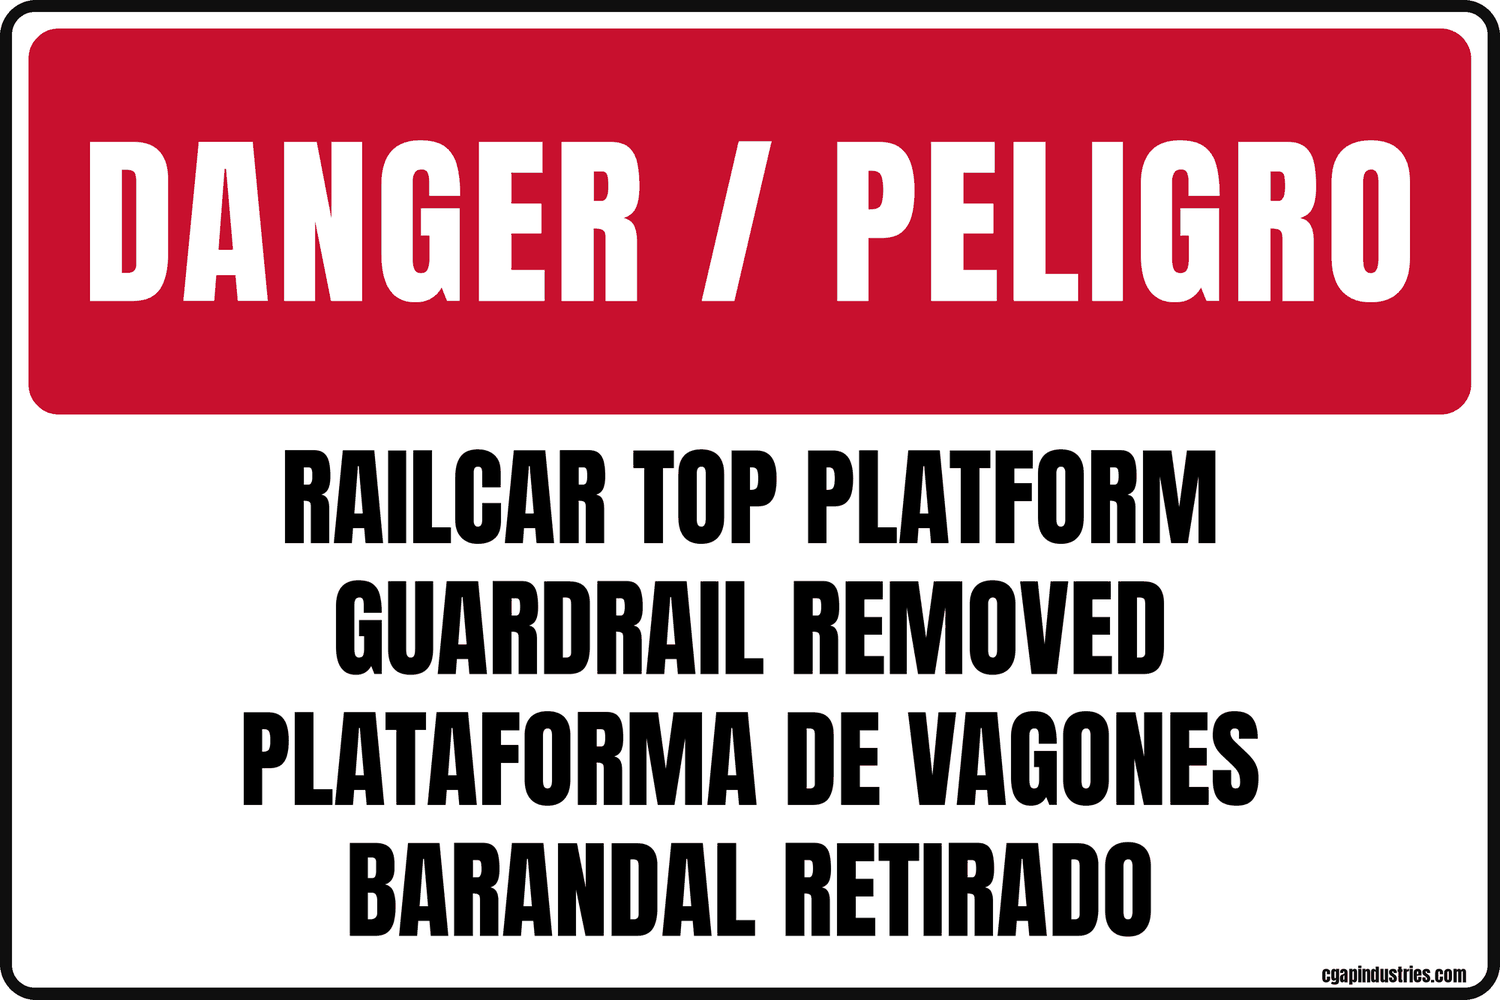 DANGER / PELIGRO
RAILCAR TOP PLATFORM
GUARDRAIL REMOVED
PLATAFORMA DE VAGONES
BARANDAL RETIRADO
cgapindustries.com